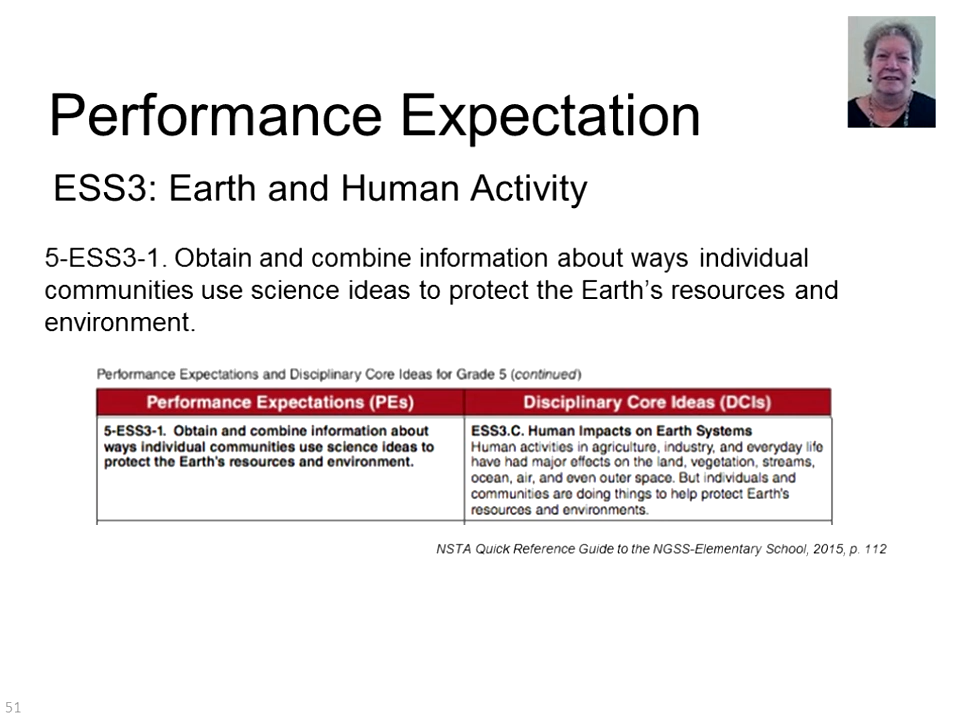 Performance Expectation
ESS3: Earth and Human Activity
5-ESS3-1. Obtain and combine information about ways individual
communities use science ideas to protect the Earth’s resources and
environment.
Performance Expectations and Disciplinary Core Ideas for Grade 5 (continued)
Performance Expectations (PEs)
Disciplinary Core Ideas (DCIs)
5-ESS3-1. Obtain and combine information about
ways individual communities use science ideas to
protect the Earth's resources and environment.
ESS3.C. Human Impacts on Earth Systems
Human activities in agriculture, industry, and everyday life
have had major effects on the land, vegetation, streams,
ocean, air, and even outer space. But individuals and
communities are doing things to help protect Earth's
resources and environments.
NSTA Quick Reference Guide to the NGSS-Elementary School, 2015, p. 112
51